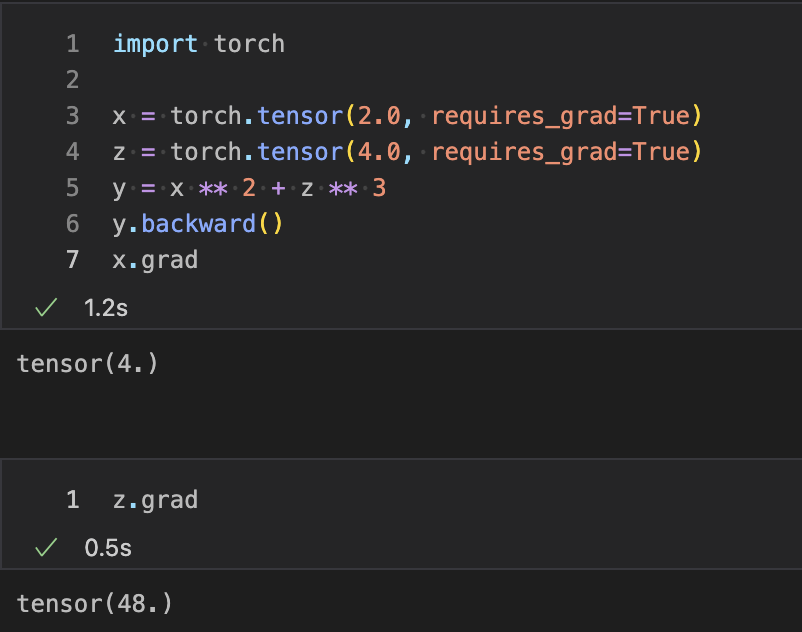 1 import torch
2
3 x = torch.tensor(2.0, requires_grad=True)
4 z = torch.tensor(4.0, requires_grad=True)
5 y = x ** 2 + z ** 3
6 y.backward()
7 x.grad
✓ 1.2s
tensor(4.)
1 z.grad
✓ 0.5s
tensor(48.)